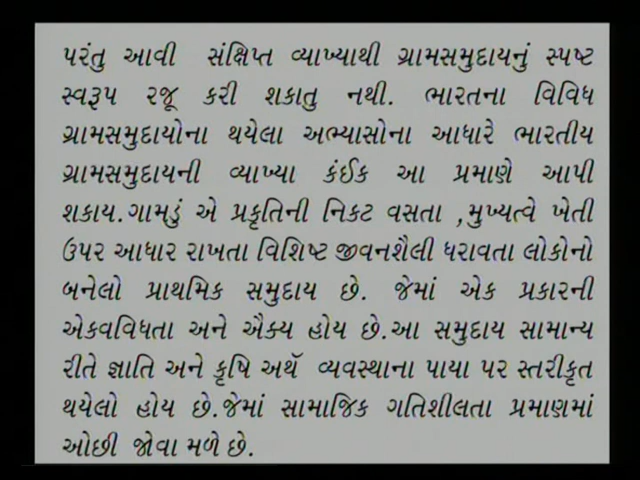 પરંતુ આવી સંક્ષિપ્ત વ્યાખ્યાથી ગ્રામસમુદાયનું સ્પષ્ટ
સ્વરૂપ રજૂ કરી શકાતુ નથી. ભારતના વિવિધ
ગ્રામસમુદાયોના થયેલા અભ્યાસોના આધારે ભારતીય
ગ્રામસમુદાયની વ્યાખ્યા કંઈક આ પ્રમાણે આપી
શકાય.ગામડું એ પ્રકૃતિની નિકટ વસતા ,મુખ્યત્વે ખેતી
ઉપર આધાર રાખતા વિશિષ્ટ જીવનશૈલી ધરાવતા લોકોનો
બનેલો પ્રાથમિક સમુદાય છે. જેમાં એક પ્રકારની
એકવવિધતા અને ઐક્ય હોય છે.આ સમુદાય સામાન્ય
રીતે જ્ઞાતિ અને કૃષિ અર્થે વ્યવસ્થાના પાયા પર સ્તરીકૃત
થયેલો હોય છે.જેમાં સામાજિક ગતિશીલતા પ્રમાણમાં
ઓછી જોવા મળે છે.